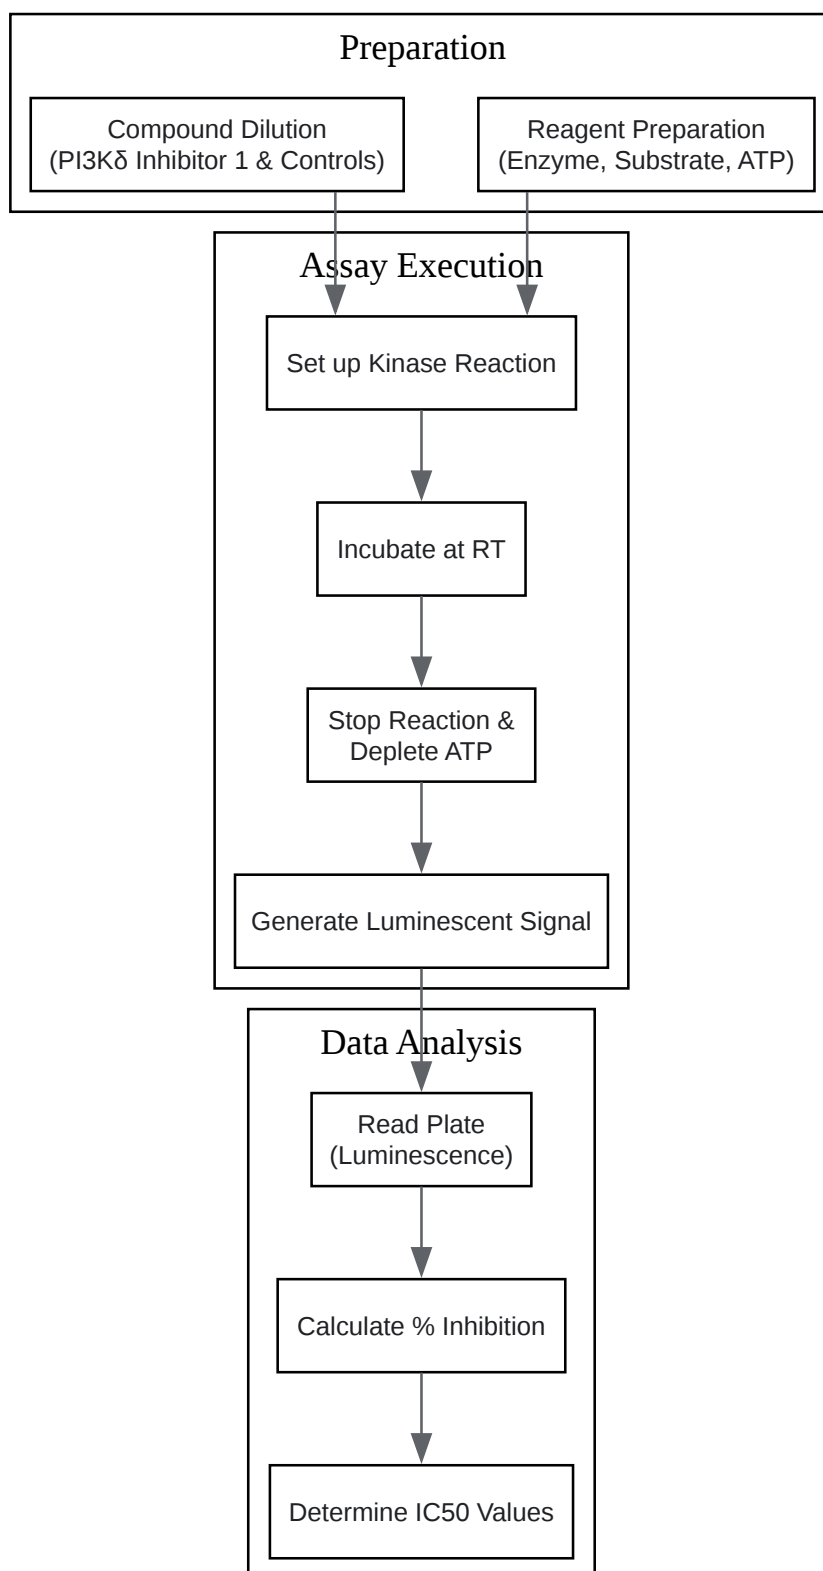 Preparation
Compound Dilution
(PI3Kδ Inhibitor 1 & Controls)
Reagent Preparation
(Enzyme, Substrate, ATP)
Assay Execution
Set up Kinase Reaction
Incubate at RT
Stop Reaction &
Deplete ATP
Generate Luminescent Signal
Data Analysis
Read Plate
(Luminescence)
Calculate % Inhibition
Determine IC50 Values